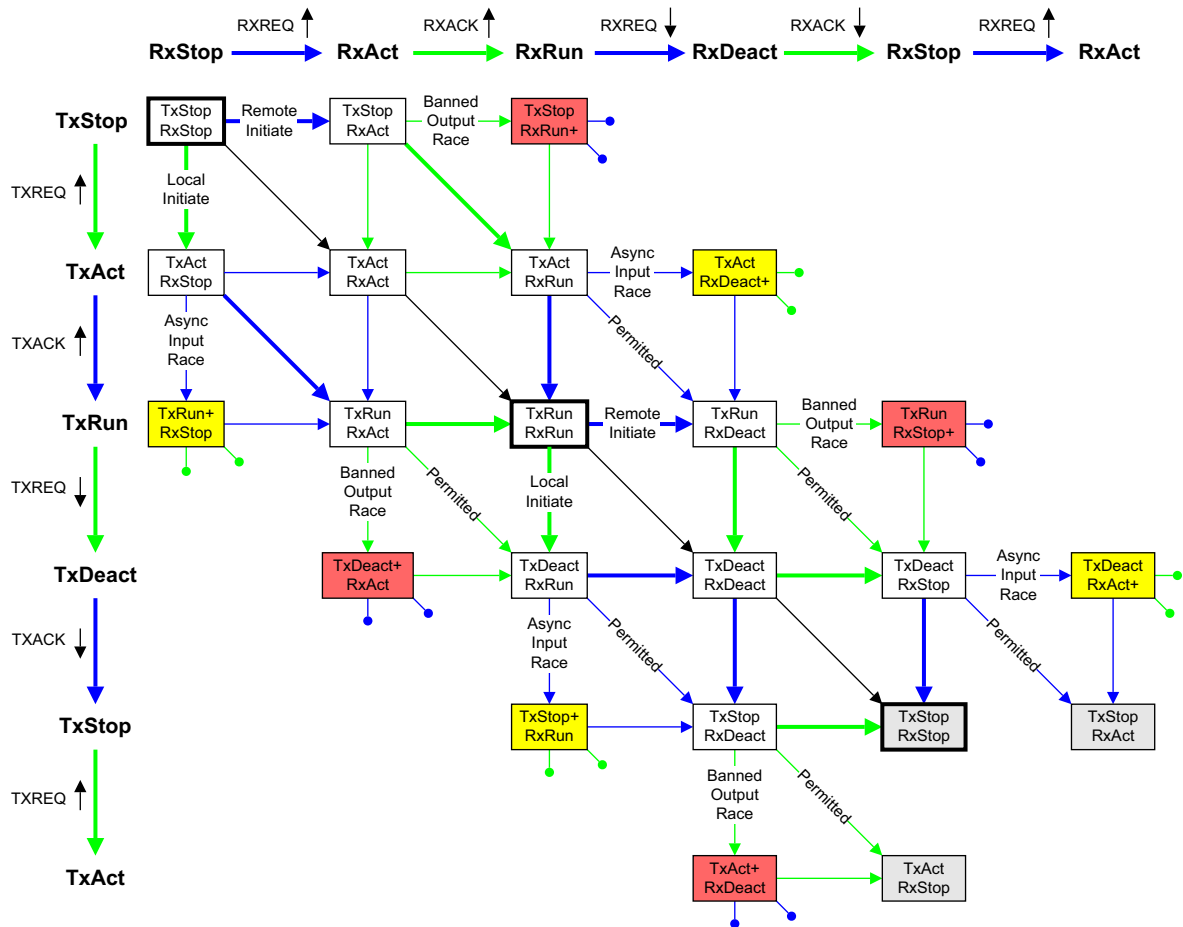 RXREQ
RXACK
RXREQ
RXACK
RXREQ
RxStop
RxAct
RxRun
RxDeact
RxStop
RxAct
TxStop
TxStop
RxStop
Remote
Initiate
TxStop
RxAct
Banned
Output
Race
TxStop
RxRun+
TXREQ
Local
Initiate
TxAct
TxAct
RxStop
TxAct
RxAct
TxAct
RxRun
Async
Input
Race
TxAct
RxDeact+
TXACK
Async
Input
Race
Permitted
TxRun
TxRun+
RxStop
TxRun
RxAct
TxRun
RxRun
Remote
Initiate
TxRun
RxDeact
Banned
Output
Race
TxRun
RxStop+
TXREQ
Banned
Output
Race
Permitted
Local
Initiate
Permitted
TxDeact
TxDeact+
RxAct
TxDeact
RxRun
TxDeact
RxDeact
TxDeact
RxStop
Async
Input
Race
TxDeact
RxAct+
TXACK
Async
Input
Race
Permitted
Permitted
TxStop
TxStop+
RxRun
TxStop
RxDeact
TxStop
RxStop
TxStop
RxAct
TXREQ
Banned
Output
Race
Permitted
TxAct
TxAct+
RxDeact
TxAct
RxStop